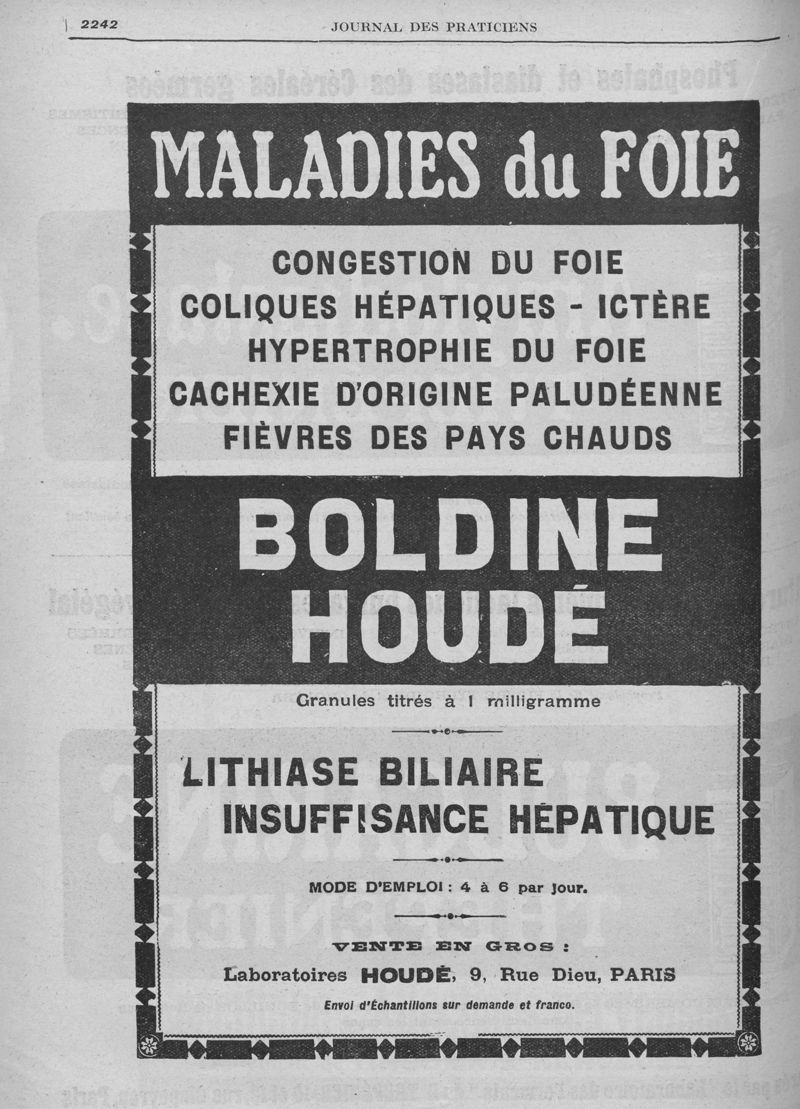 2242
JOURNAL DES PRATICIENS
MALADIES du FOIE
CONGESTION DU FOIE
COLIQUES HÉPATIQUES - ICTÈRE
HYPERTROPHIE DU FOIE
CACHEXIE D'ORIGINE PALUDÉENNE
FIÈVRES DES PAYS CHAUDS
BOLDINE
HOUDÉ
Granules titrés à 1 milligramme
LITHIASE BILIAIRE
INSUFFISANCE HÉPATIQUE
MODE D'EMPLOI : 4 à 6 par Jour.
VENTE EN GROS :
Laboratoires HOUDÉ, 9, Rue Dieu, PARIS
Envoi d'Échantillons sur demande et franco.